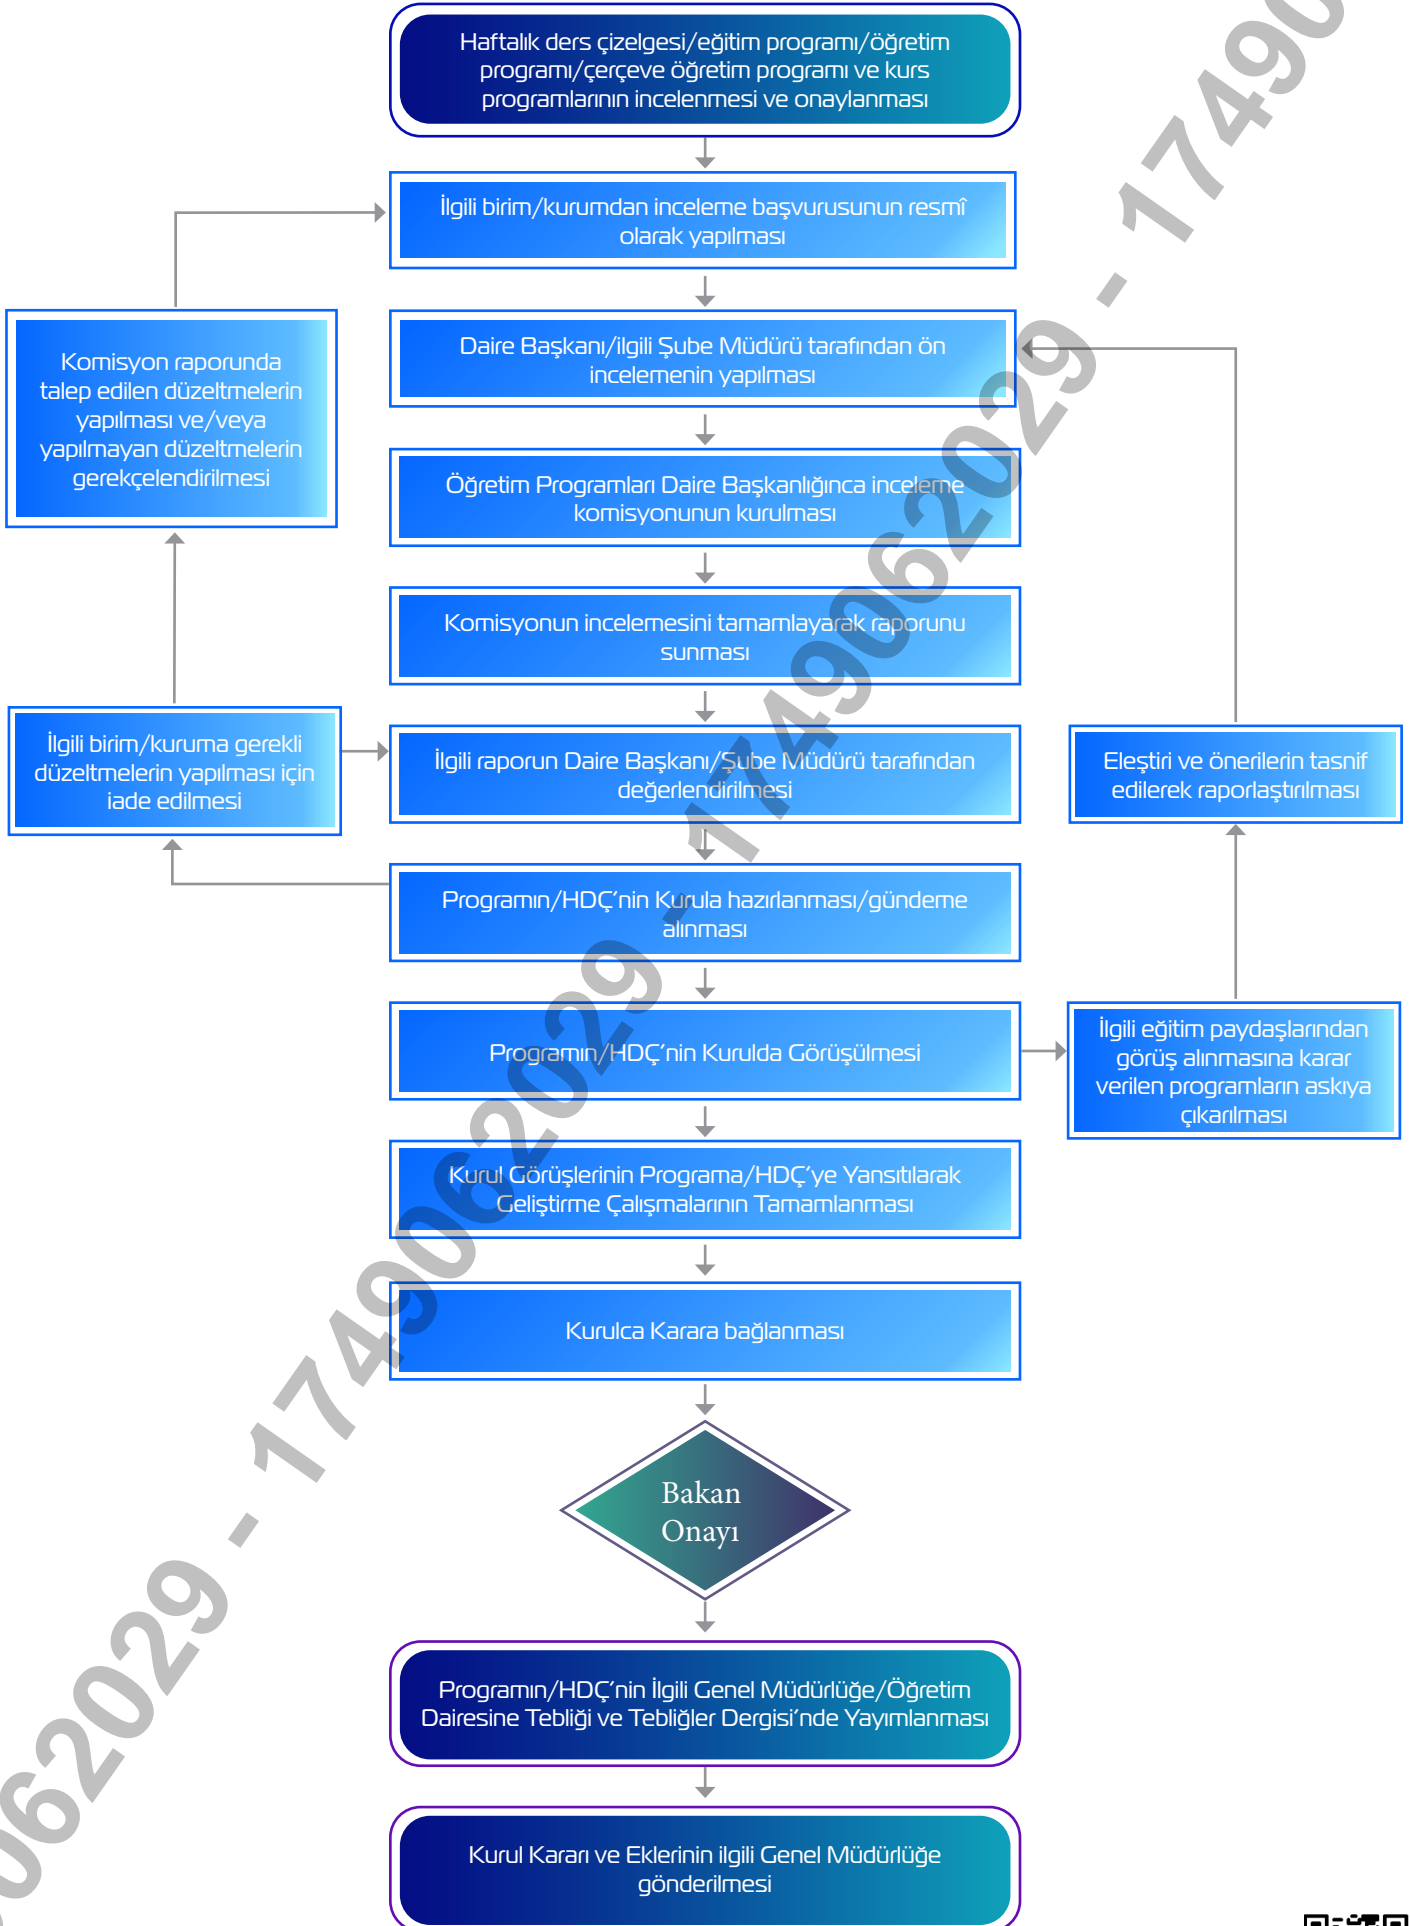 Haftalık ders çizelgesi/eğitim programı/öğretim
programı/çerçeve öğretim programı ve kurs
programlarının incelenmesi ve onaylanması
İlgili birim/kurumdan inceleme başvurusunun resmî
olarak yapılması
Daire Başkanı/ilgili Şube Müdürü tarafından ön
incelemenin yapılması
Komisyon raporunda
talep edilen düzeltmelerin
yapılması ve/veya
yapılmayan düzeltmelerin
gerekçelendirilmesi
Öğretim Programları Daire Başkanlığınca inceleme
komisyonunun kurulması
Komisyonun incelemesini tamamlayarak raporunu
sunması
İlgili birim/kuruma gerekli
düzeltmelerin yapılması için
iade edilmesi
İlgili raporun Daire Başkanı/Şube Müdürü tarafından
değerlendirilmesi
Eleştiri ve önerilerin tasnif
edilerek raporlaştırılması
Programın/HDÇ’nin Kurula hazırlanması/gündeme
alınması
Programın/HDÇ’nin Kurulda Görüşülmesi
İlgili eğitim paydaşlarından
görüş alınmasına karar
verilen programların askıya
çıkarılması
Kurul Görüşlerinin Programa/HDÇ’ye Yansıtılarak
Geliştirme Çalışmalarının Tamamlanması
Kurulca Karara bağlanması
Bakan
Onayı
Programın/HDÇ’nin İlgili Genel Müdürlüğe/Öğretim
Dairesine Tebliği ve Tebliğler Dergisi’nde Yayımlanması
Kurul Kararı ve Eklerinin ilgili Genel Müdürlüğe
gönderilmesi
062029 - 174906202029 - 1749062029 - 17490